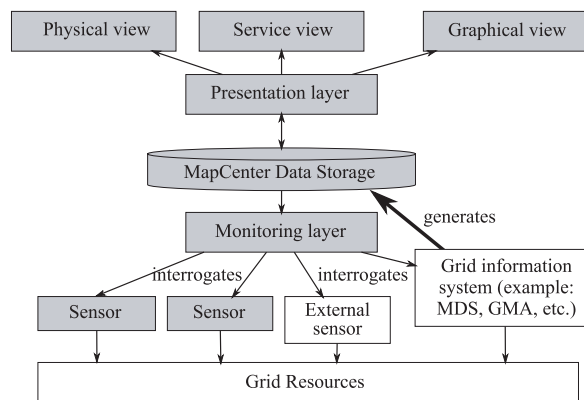 Physical view
Service view
Graphical view
Presentation layer
MapCenter Data Storage
generates
Monitoring layer
interrogates
interrogates
Grid information
system (example:
MDS, GMA, etc.)
Sensor
Sensor
External
sensor
Grid Resources